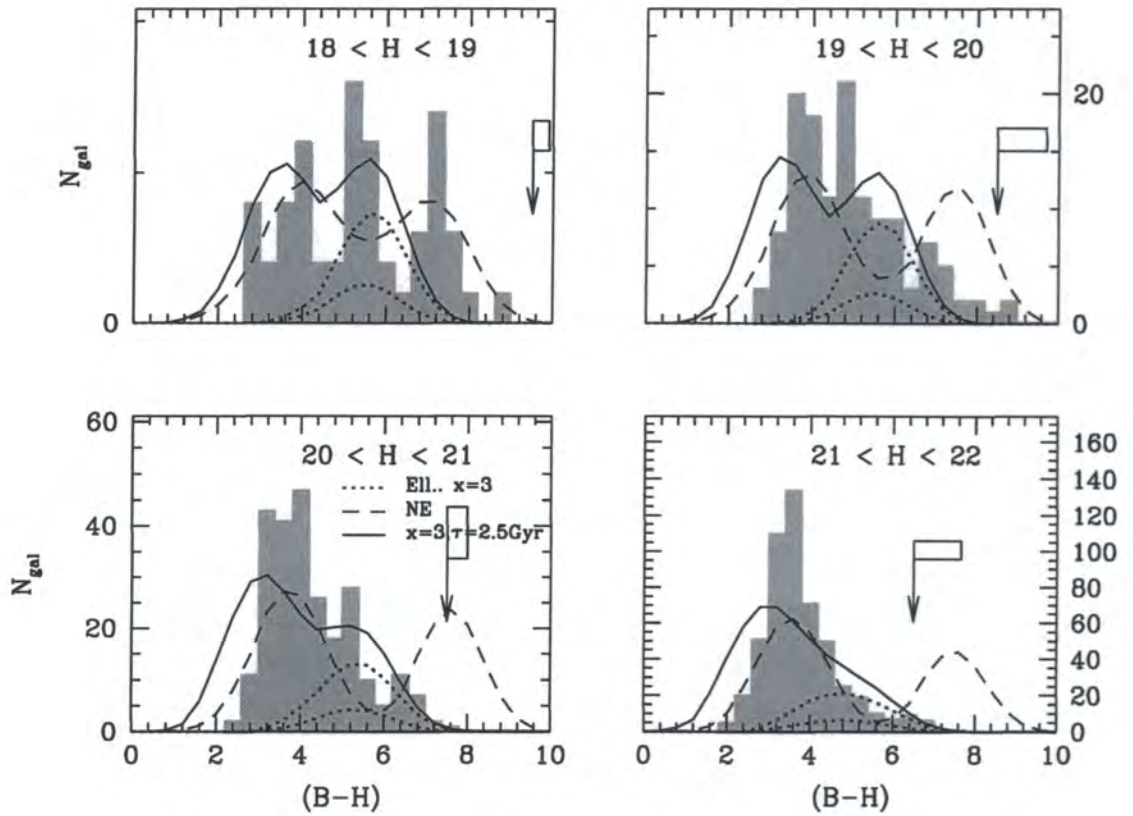 18 < H < 19
19 < H < 20
N_gal
0
20
0
20 < H < 21
Ell.. x=3
NE
x=3,τ=2.5Gyr
21 < H < 22
N_gal
60
40
20
0
160
140
120
100
80
60
40
20
0
0 2 4 6 8 10
0 2 4 6 8 10
(B-H)
(B-H)